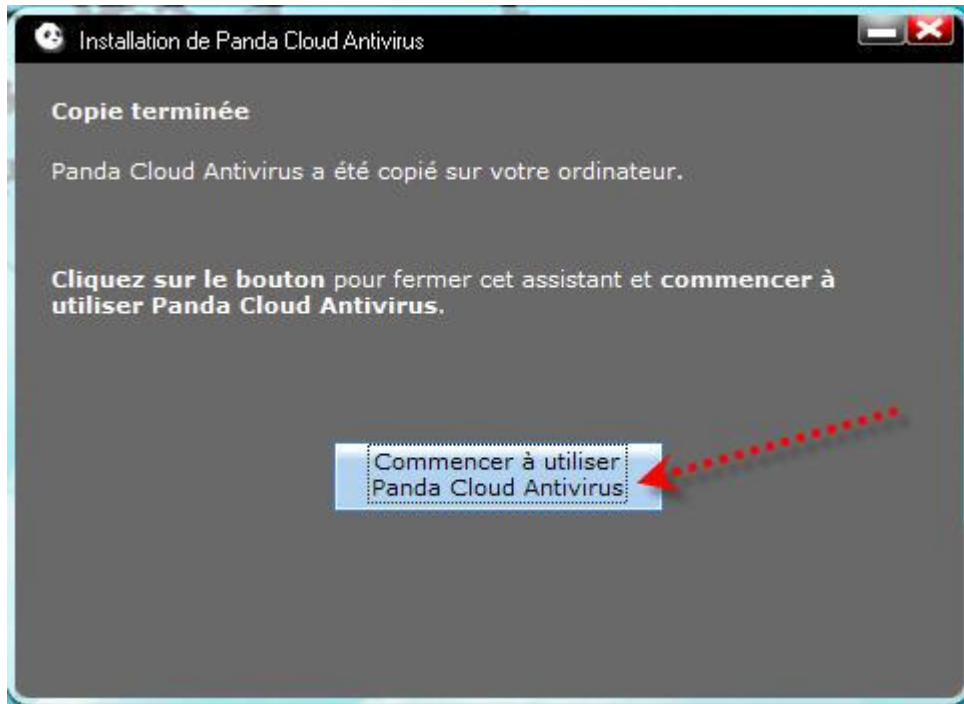 Installation de Panda Cloud Antivirus
Copie terminée
Panda Cloud Antivirus a été copié sur votre ordinateur.
Cliquez sur le bouton pour fermer cet assistant et commencer à
utiliser Panda Cloud Antivirus.
Commencer à utiliser
Panda Cloud Antivirus